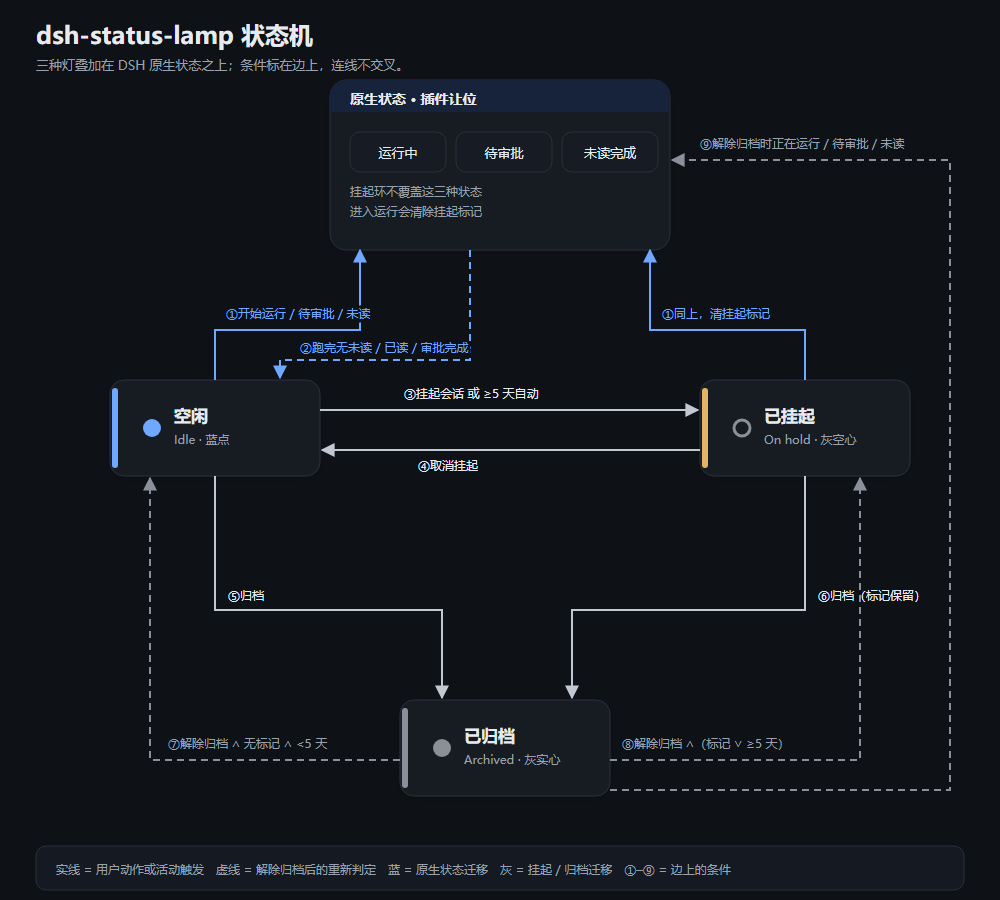 dsh-status-lamp 状态机
三种灯叠加在 DSH 原生状态之上；条件标在边上，连线不交叉。
原生状态 • 插件让位
运行中
待审批
未读完成
挂起环不覆盖这三种状态
进入运行会清除挂起标记
⑨解除归档时正在运行 / 待审批 / 未读
①开始运行 / 待审批 / 未读
①同上，清挂起标记
②跑完无未读 / 已读 / 审批完成
③挂起会话 或 ≥5 天自动
空闲
Idle · 蓝点
已挂起
On hold · 灰空心
④取消挂起
⑤归档
⑥归档（标记保留）
⑦解除归档 ∧ 无标记 ∧ <5 天
已归档
Archived · 灰实心
⑧解除归档 ∧（标记 ∨ ≥5 天）
实线 = 用户动作或活动触发 虚线 = 解除归档后的重新判定 蓝 = 原生状态迁移 灰 = 挂起 / 归档迁移 ①–⑨ = 边上的条件